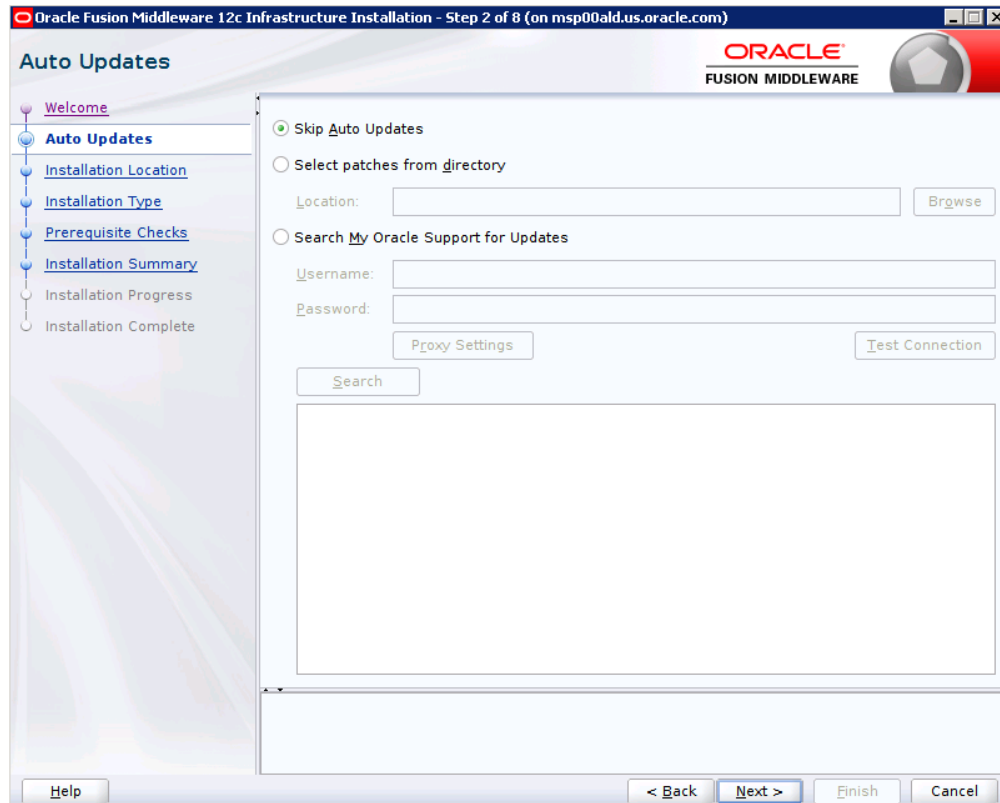 Oracle Fusion Middleware 12c Infrastructure Installation - Step 2 of 8 (on msp00ald.us.oracle.com)
Auto Updates
ORACLE
FUSION MIDDLEWARE
Welcome
Auto Updates
Installation Location
Installation Type
Prerequisite Checks
Installation Summary
Installation Progress
Installation Complete
Skip Auto Updates
Select patches from directory
Location:
Browse
Search My Oracle Support for Updates
Username:
Password:
Proxy Settings
Test Connection
Search
Help
< Back
Next >
Finish
Cancel